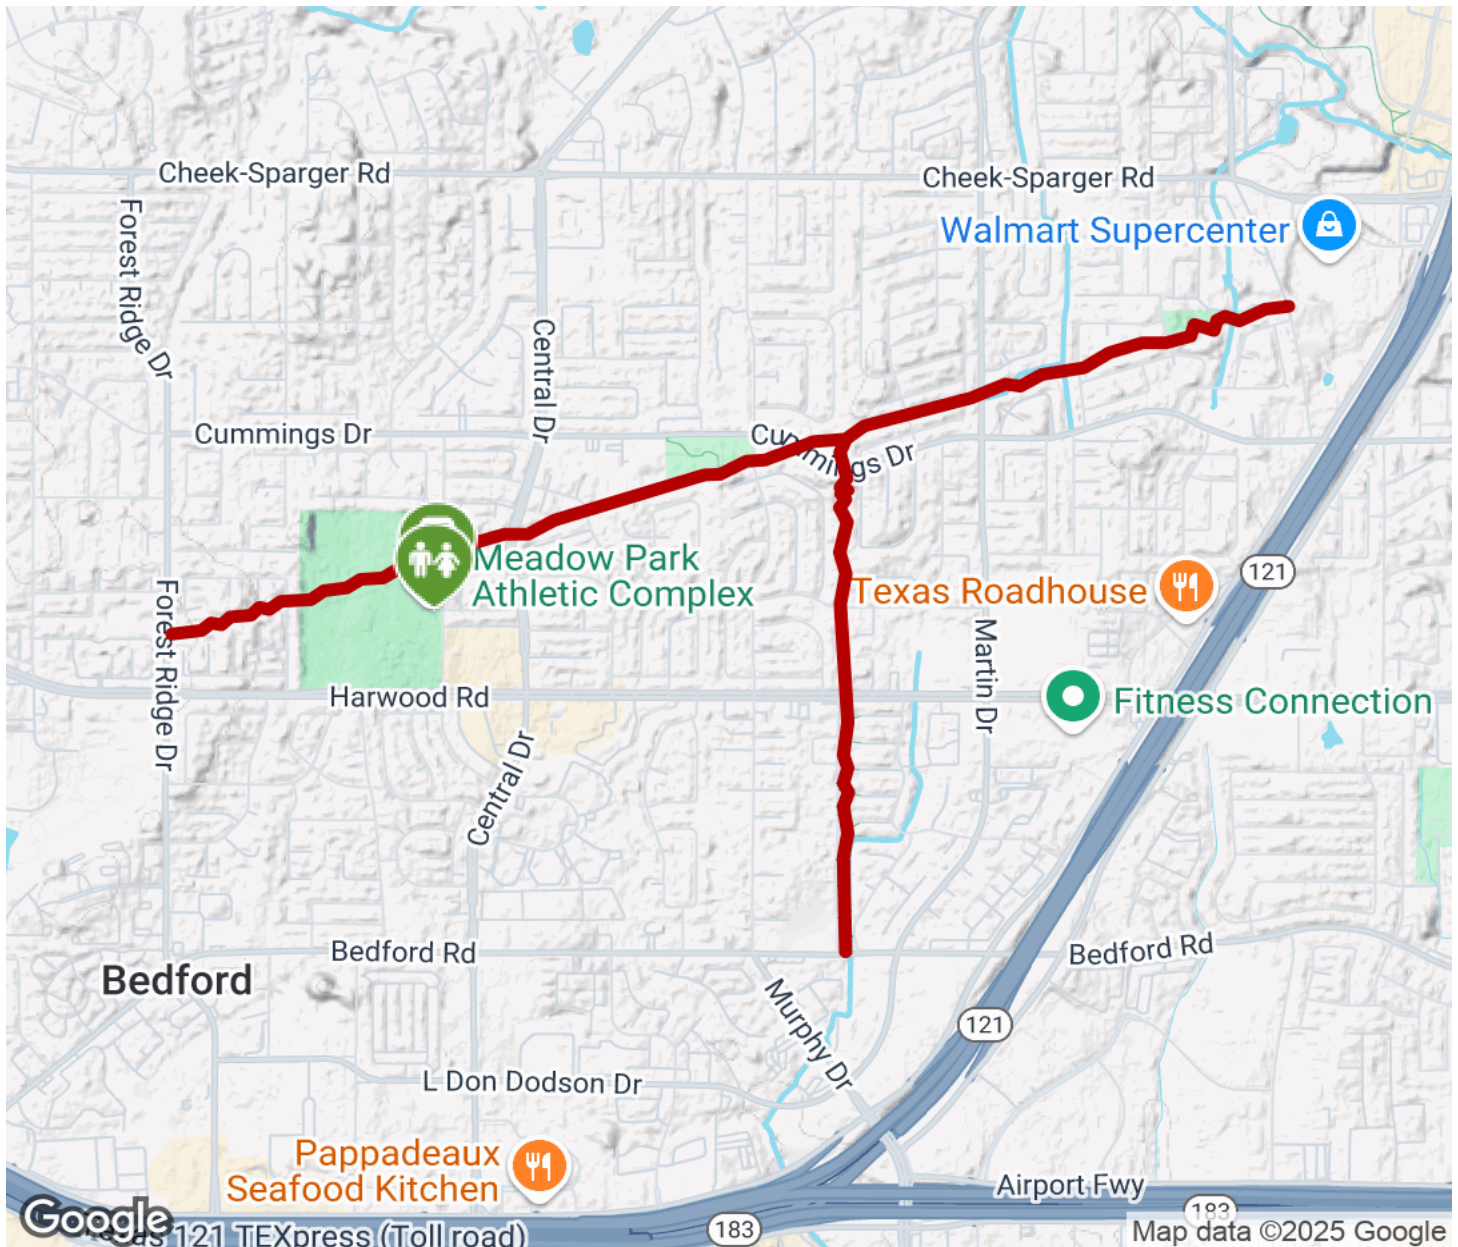 Cheek-Sparger Rd
Cheek-Sparger Rd
Forest Ridge Dr
Walmart Supercenter
Central Dr
Cummings Dr
Cummings Dr
Meadow Park
Athletic Complex
Texas Roadhouse
121
Forest Ridge Dr
Martin Dr
Harwood Rd
Fitness Connection
Central Dr
Bedford Rd
Bedford Rd
Bedford
Murphy Dr
121
L Don Dodson Dr
Pappadeaux
Seafood Kitchen
Airport Fwy
183
183
Google
121 TEXpress (Toll road)
Map data ©2025 Google